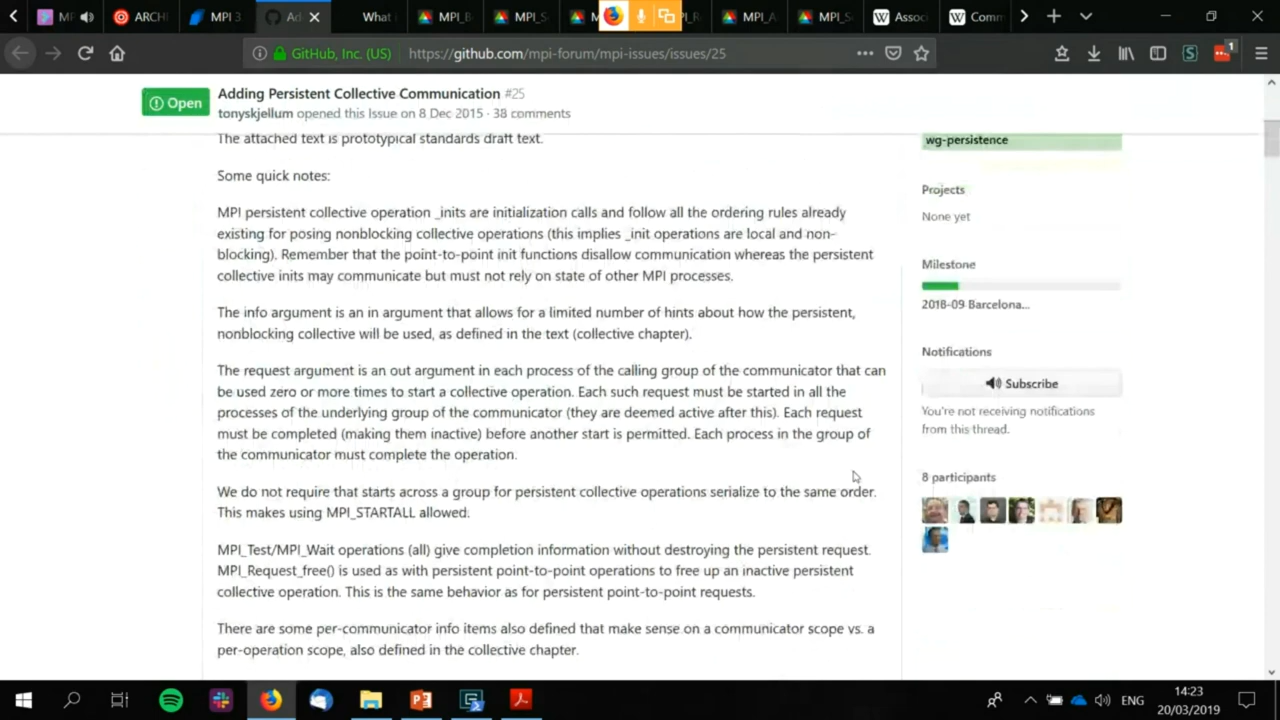 MPI
ARCHI
MPI 3
Ad
What i
MPI_B
MPI_S
M
MPI_A
MPI_S
Assoc
Comm
GitHub, Inc. (US)
https://github.com/mpi-forum/mpi-issues/issues/25
1
Open
Adding Persistent Collective Communication #25
tonyskjellum opened this Issue on 8 Dec 2015 · 38 comments
The attached text is prototypical standards draft text.
Some quick notes:
MPI persistent collective operation _inits are initialization calls and follow all the ordering rules already
existing for posing nonblocking collective operations (this implies _init operations are local and non-
blocking). Remember that the point-to-point init functions disallow communication whereas the persistent
collective inits may communicate but must not rely on state of other MPI processes.
The info argument is an in argument that allows for a limited number of hints about how the persistent,
nonblocking collective will be used, as defined in the text (collective chapter).
The request argument is an out argument in each process of the calling group of the communicator that can
be used zero or more times to start a collective operation. Each such request must be started in all the
processes of the underlying group of the communicator (they are deemed active after this). Each request
must be completed (making them inactive) before another start is permitted. Each process in the group of
the communicator must complete the operation.
We do not require that starts across a group for persistent collective operations serialize to the same order.
This makes using MPI_STARTALL allowed.
MPI_Test/MPI_Wait operations (all) give completion information without destroying the persistent request.
MPI_Request_free() is used as with persistent point-to-point operations to free up an inactive persistent
collective operation. This is the same behavior as for persistent point-to-point requests.
There are some per-communicator info items also defined that make sense on a communicator scope vs. a
per-operation scope, also defined in the collective chapter.
wg-persistence
Projects
None yet
Milestone
2018-09 Barcelona...
Notifications
Subscribe
You're not receiving notifications
from this thread.
8 participants
ENG
14:23
20/03/2019